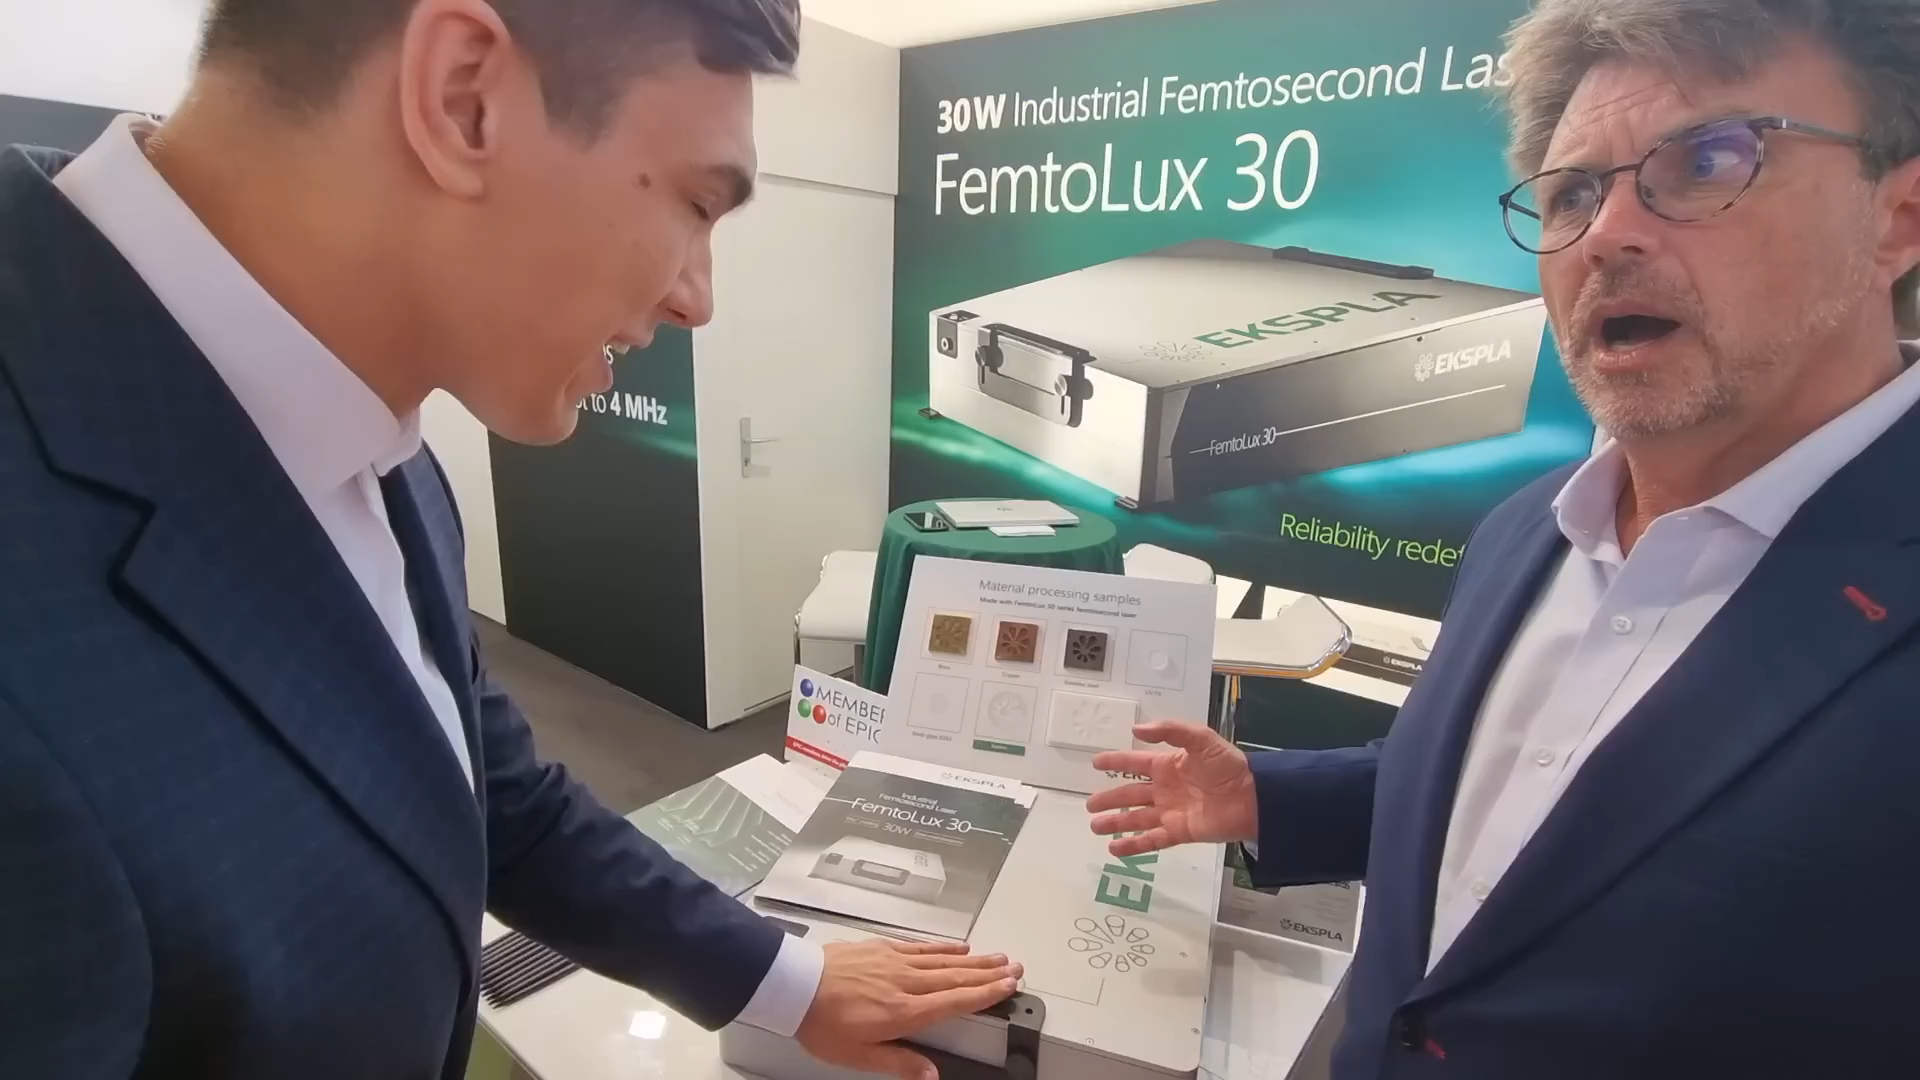 30W Industrial Femtosecond Las
FemtoLux 30
EKSPLA
EKSPLA
FemtoLux 30
Reliability redef
to 4 MHz
Material processing samples
Made with FemtoLux 30 series femtosecond laser
Brass
Copper
Stainless steel
MEMBER
of EPIC
EKSPLA
Industrial
Femtosecond Laser
FemtoLux 30
30W
EKS
EK
EKSPLA
EKSPLA